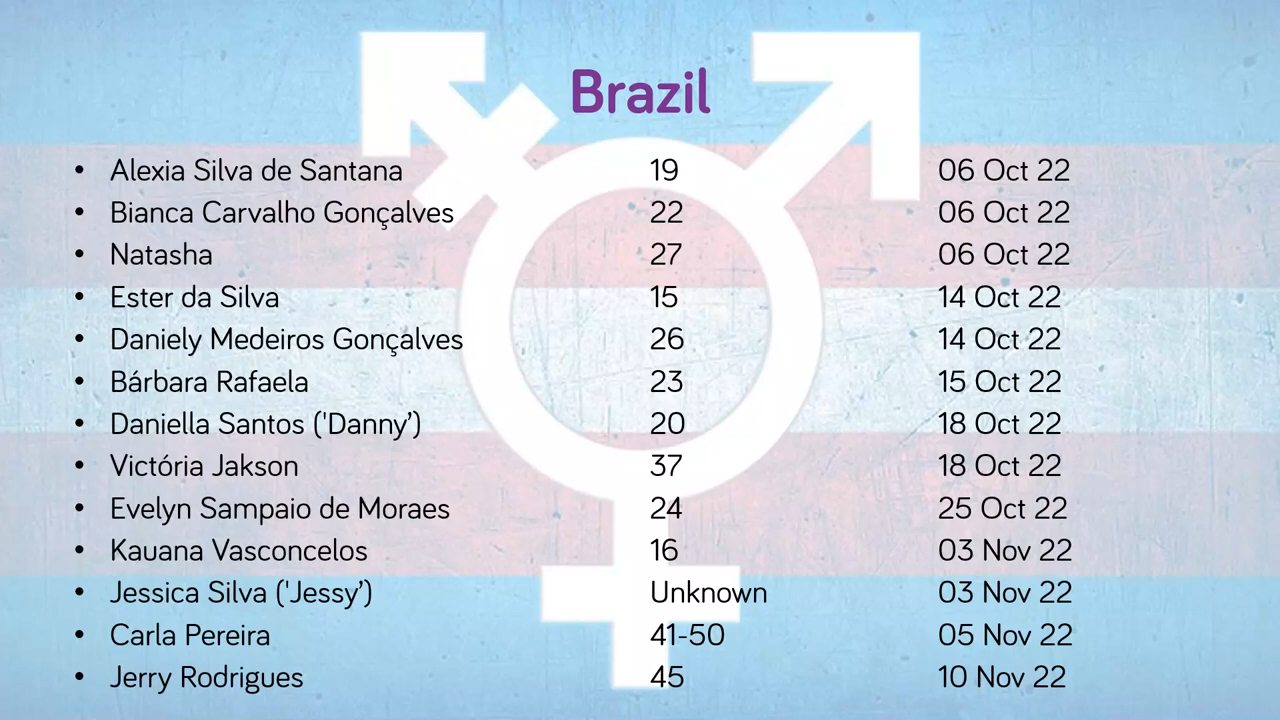 Brazil
• Alexia Silva de Santana 19 06 Oct 22
• Bianca Carvalho Gonçalves 22 06 Oct 22
• Natasha 27 06 Oct 22
• Ester da Silva 15 14 Oct 22
• Daniely Medeiros Gonçalves 26 14 Oct 22
• Bárbara Rafaela 23 15 Oct 22
• Daniella Santos ('Danny’) 20 18 Oct 22
• Victória Jakson 37 18 Oct 22
• Evelyn Sampaio de Moraes 24 25 Oct 22
• Kauana Vasconcelos 16 03 Nov 22
• Jessica Silva ('Jessy’) Unknown 03 Nov 22
• Carla Pereira 41-50 05 Nov 22
• Jerry Rodrigues 45 10 Nov 22